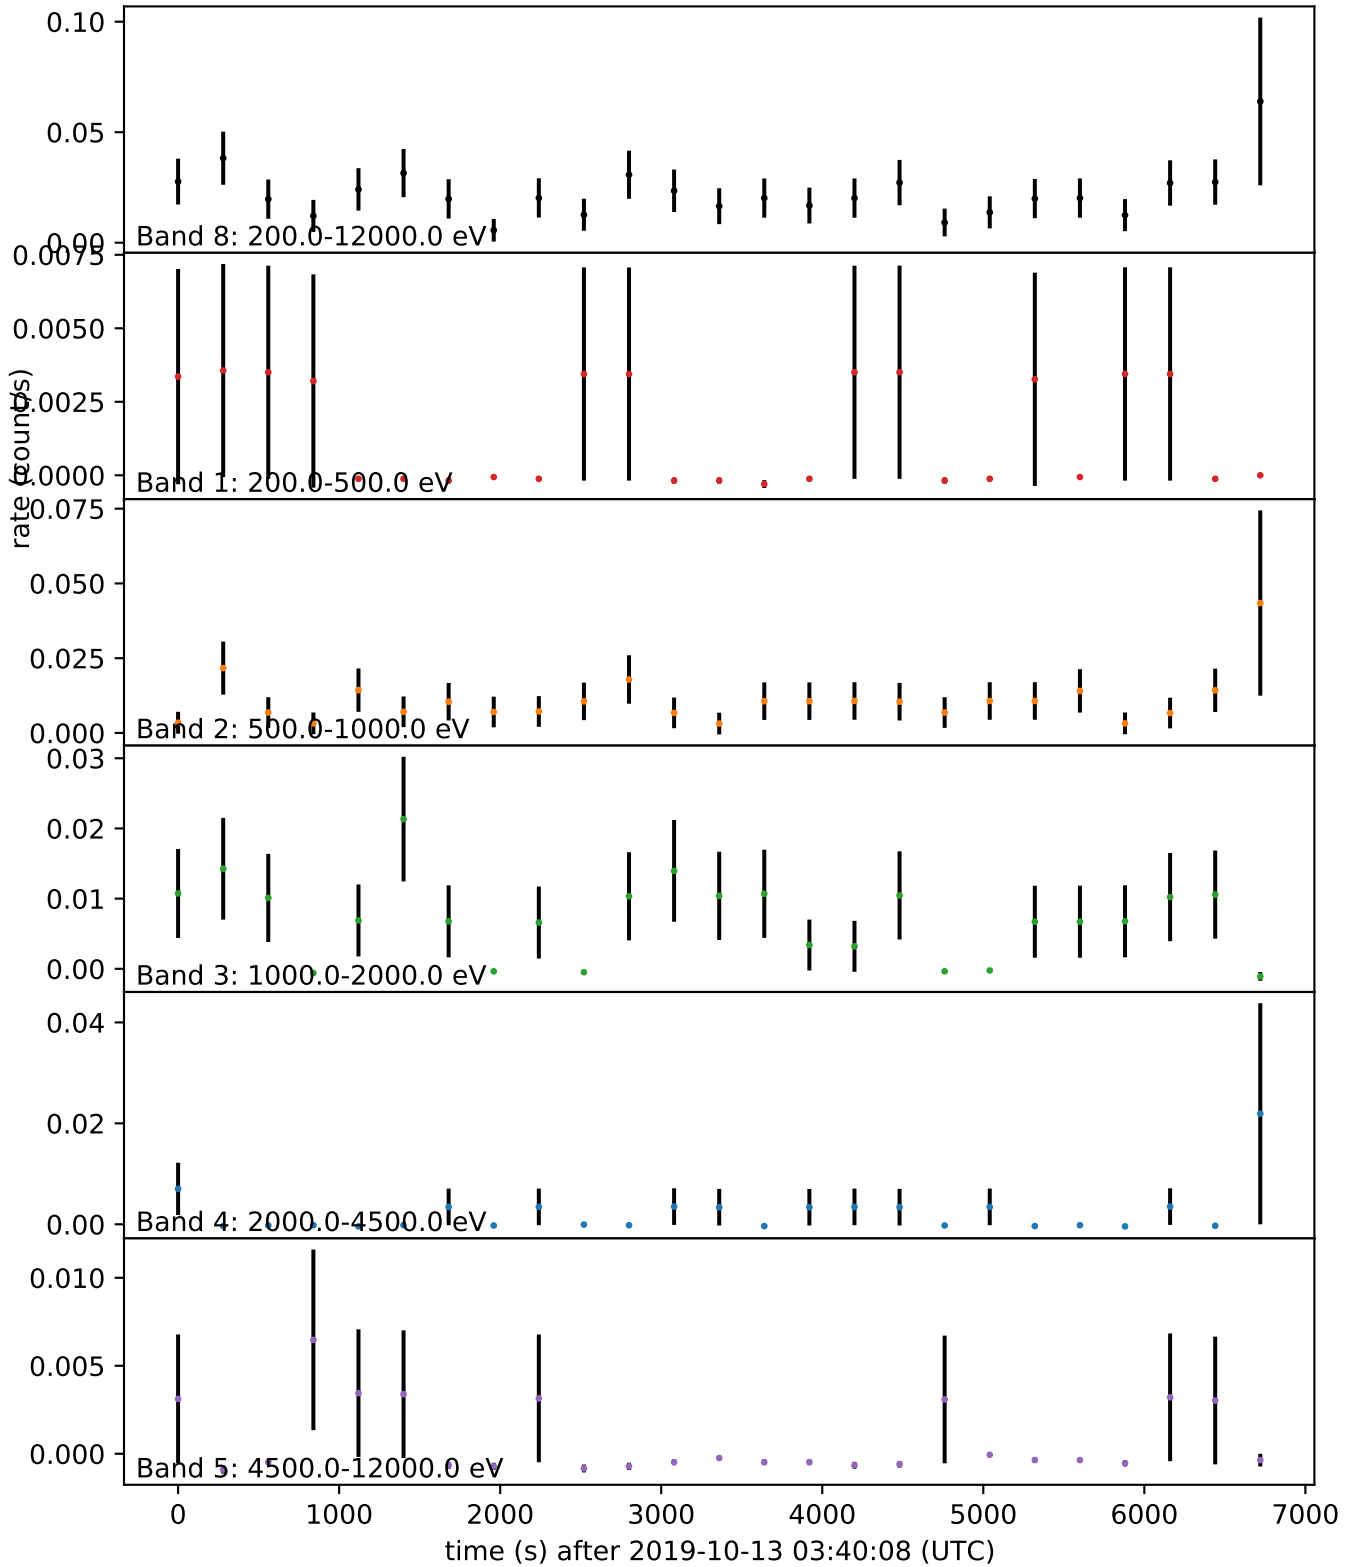 0.10
0.05
0.00
Band 8: 200.0-12000.0 eV
0.0075
0.0050
0.0025
0.0000
Band 1: 200.0-500.0 eV
rate (counts/s)
0.075
0.050
0.025
0.000
Band 2: 500.0-1000.0 eV
0.03
0.02
0.01
0.00
Band 3: 1000.0-2000.0 eV
0.04
0.02
0.00
Band 4: 2000.0-4500.0 eV
0.010
0.005
0.000
Band 5: 4500.0-12000.0 eV
0 1000 2000 3000 4000 5000 6000 7000
time (s) after 2019-10-13 03:40:08 (UTC)